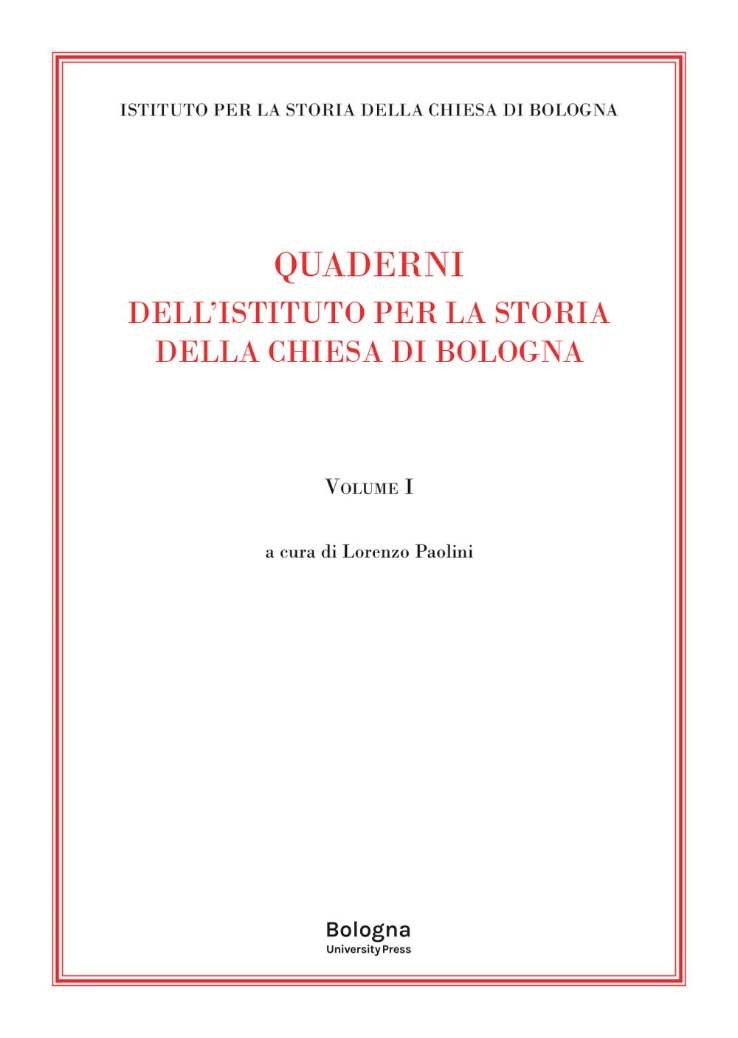 ISTITUTO PER LA STORIA DELLA CHIESA DI BOLOGNA
QUADERNI
DELL’ISTITUTO PER LA STORIA
DELLA CHIESA DI BOLOGNA
VOLUME I
a cura di Lorenzo Paolini
Bologna
University Press